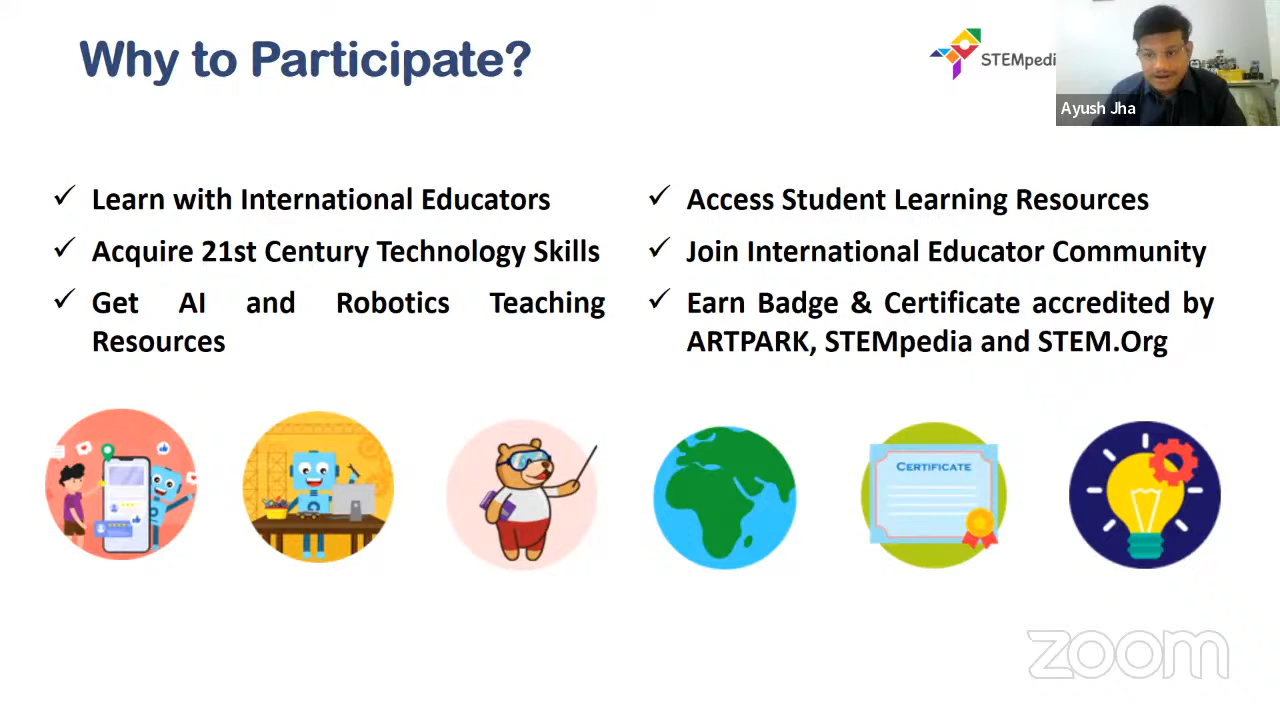 Why to Participate?
STEMpedi
Ayush Jha
✓ Learn with International Educators
✓ Acquire 21st Century Technology Skills
✓ Get AI and Robotics Teaching
Resources
✓ Access Student Learning Resources
✓ Join International Educator Community
✓ Earn Badge & Certificate accredited by
ARTPARK, STEMpedia and STEM.Org
CERTIFICATE
zoom